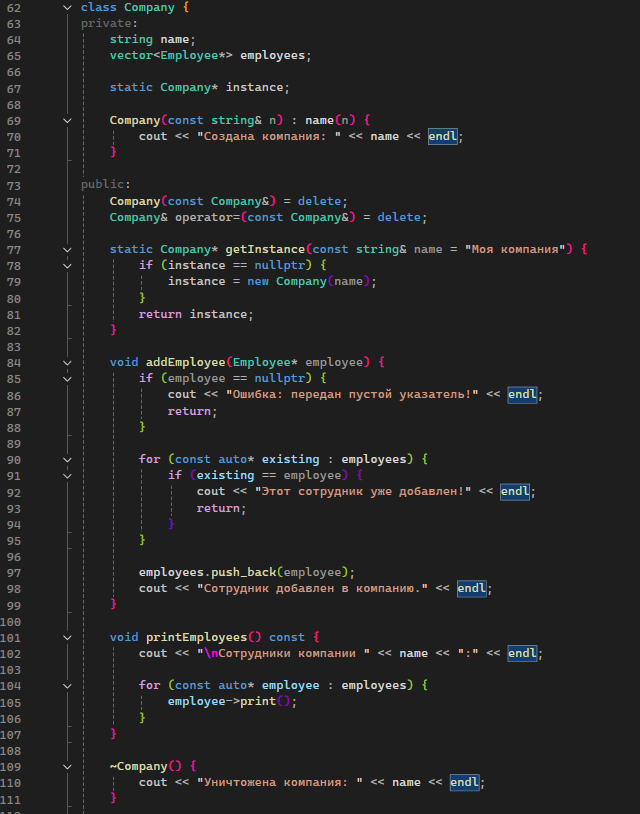 62 class Company {
63 private:
64     string name;
65     vector<Employee*> employees;
66
67     static Company* instance;
68
69     Company(const string& n) : name(n) {
70         cout << "Создана компания: " << name << endl;
71     }
72
73 public:
74     Company(const Company&) = delete;
75     Company& operator=(const Company&) = delete;
76
77     static Company* getInstance(const string& name = "Моя компания") {
78         if (instance == nullptr) {
79             instance = new Company(name);
80         }
81         return instance;
82     }
83
84     void addEmployee(Employee* employee) {
85         if (employee == nullptr) {
86             cout << "Ошибка: передан пустой указатель!" << endl;
87             return;
88         }
89
90         for (const auto* existing : employees) {
91             if (existing == employee) {
92                 cout << "Этот сотрудник уже добавлен!" << endl;
93                 return;
94             }
95         }
96
97         employees.push_back(employee);
98         cout << "Сотрудник добавлен в компанию." << endl;
99     }
100
101     void printEmployees() const {
102         cout << "\nСотрудники компании " << name << ":" << endl;
103
104         for (const auto* employee : employees) {
105             employee->print();
106         }
107     }
108
109     ~Company() {
110         cout << "Уничтожена компания: " << name << endl;
111     }